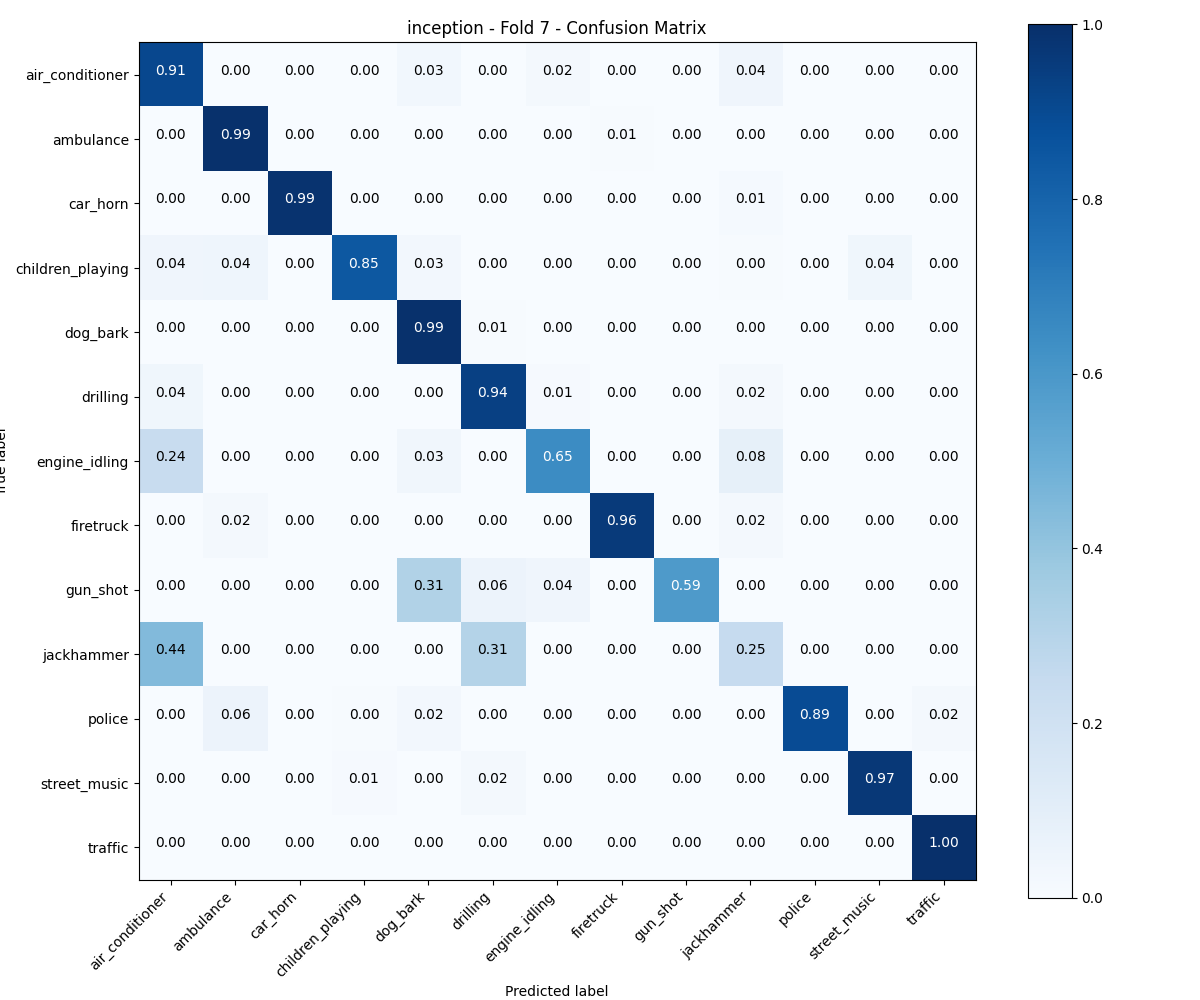 inception - Fold 7 - Confusion Matrix
air_conditioner 0.91 0.00 0.00 0.00 0.03 0.00 0.02 0.00 0.00 0.04 0.00 0.00 0.00
ambulance 0.00 0.99 0.00 0.00 0.00 0.00 0.00 0.01 0.00 0.00 0.00 0.00 0.00
car_horn 0.00 0.00 0.99 0.00 0.00 0.00 0.00 0.00 0.00 0.01 0.00 0.00 0.00
children_playing 0.04 0.04 0.00 0.85 0.03 0.00 0.00 0.00 0.00 0.00 0.00 0.04 0.00
dog_bark 0.00 0.00 0.00 0.00 0.99 0.01 0.00 0.00 0.00 0.00 0.00 0.00 0.00
drilling 0.04 0.00 0.00 0.00 0.00 0.94 0.01 0.00 0.00 0.02 0.00 0.00 0.00
engine_idling 0.24 0.00 0.00 0.00 0.03 0.00 0.65 0.00 0.00 0.08 0.00 0.00 0.00
firetruck 0.00 0.02 0.00 0.00 0.00 0.00 0.00 0.96 0.00 0.02 0.00 0.00 0.00
gun_shot 0.00 0.00 0.00 0.00 0.31 0.06 0.04 0.00 0.59 0.00 0.00 0.00 0.00
jackhammer 0.44 0.00 0.00 0.00 0.00 0.31 0.00 0.00 0.00 0.25 0.00 0.00 0.00
police 0.00 0.06 0.00 0.00 0.02 0.00 0.00 0.00 0.00 0.00 0.89 0.00 0.02
street_music 0.00 0.00 0.00 0.01 0.00 0.02 0.00 0.00 0.00 0.00 0.00 0.97 0.00
traffic 0.00 0.00 0.00 0.00 0.00 0.00 0.00 0.00 0.00 0.00 0.00 0.00 1.00
air_conditioner
ambulance
car_horn
children_playing
dog_bark
drilling
engine_idling
firetruck
gun_shot
jackhammer
police
street_music
traffic
Predicted label
1.0
0.8
0.6
0.4
0.2
0.0